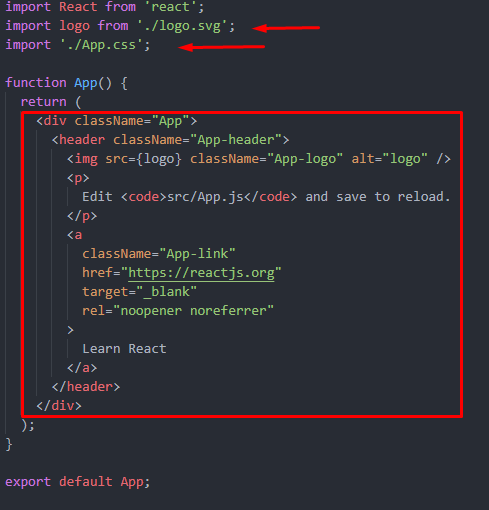 import React from 'react';
import logo from './logo.svg';
import './App.css';

function App() {
  return (
    <div className="App">
      <header className="App-header">
        <img src={logo} className="App-logo" alt="logo" />
        <p>
          Edit <code>src/App.js</code> and save to reload.
        </p>
        <a
          className="App-link"
          href="https://reactjs.org"
          target="_blank"
          rel="noopener noreferrer"
        >
          Learn React
        </a>
      </header>
    </div>
  );
}

export default App;